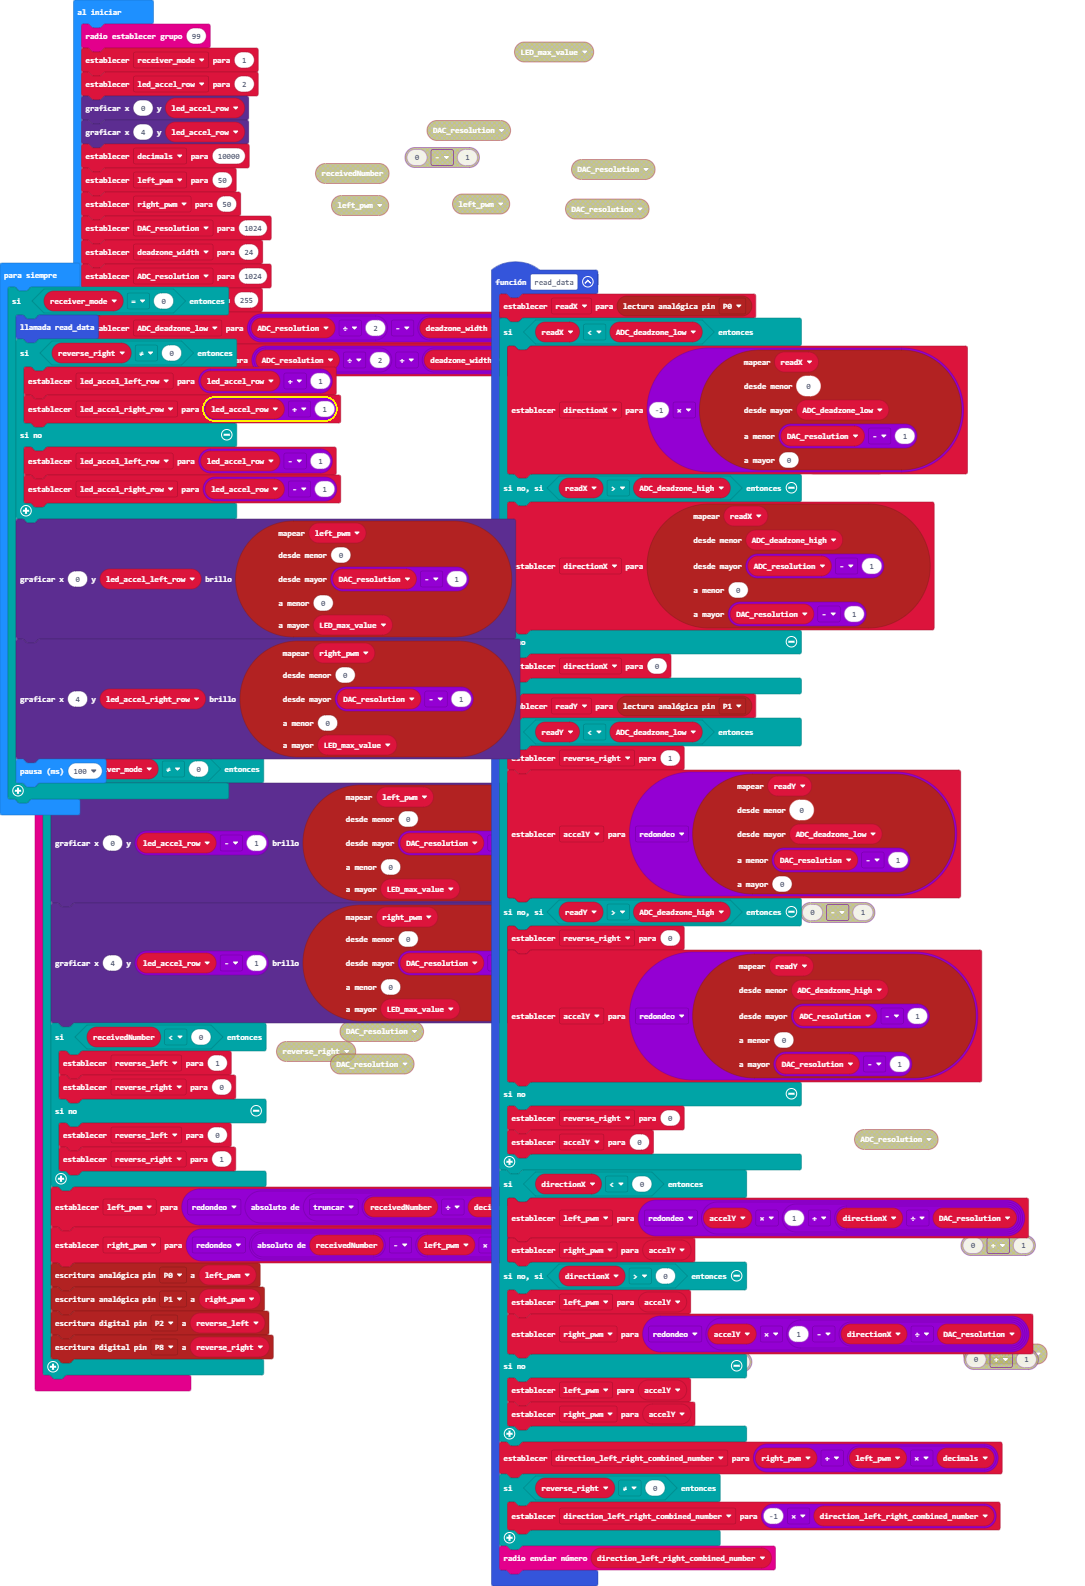 al iniciar
radio establecer grupo 99
establecer receiver_mode para 1
establecer led_accel_row para 2
graficar x 0 y led_accel_row
graficar x 4 y led_accel_row
establecer decimals para 10000
establecer left_pwm para 50
establecer right_pwm para 50
establecer DAC_resolution para 1024
establecer deadzone_width para 24
establecer ADC_resolution para 1024
255
ablecer ADC_deadzone_low para ADC_resolution ÷ 2 - deadzone_width
ara ADC_resolution ÷ 2 + deadzone_width
LED_max_value
DAC_resolution
0 - 1
receivedNumber
DAC_resolution
left_pwm
left_pwm
DAC_resolution
para siempre
si receiver_mode = 0 entonces
llamada read_data
si reverse_right ≠ 0 entonces
establecer led_accel_left_row para led_accel_row + 1
establecer led_accel_right_row para led_accel_row + 1
si no
establecer led_accel_left_row para led_accel_row - 1
establecer led_accel_right_row para led_accel_row - 1
graficar x 0 y led_accel_left_row brillo
mapear left_pwm
desde menor 0
desde mayor DAC_resolution - 1
a menor 0
a mayor LED_max_value
graficar x 4 y led_accel_right_row brillo
mapear right_pwm
desde menor 0
desde mayor DAC_resolution - 1
a menor 0
a mayor LED_max_value
pausa (ms) 100
ver_mode ≠ 0 entonces
graficar x 0 y led_accel_row - 1 brillo
mapear left_pwm
desde menor 0
desde mayor DAC_resolution
a menor 0
a mayor LED_max_value
graficar x 4 y led_accel_row - 1 brillo
mapear right_pwm
desde menor 0
desde mayor DAC_resolution
a menor 0
a mayor LED_max_value
si receivedNumber < 0 entonces
establecer reverse_left para 1
establecer reverse_right para 0
si no
establecer reverse_left para 0
establecer reverse_right para 1
establecer left_pwm para redondeo absoluto de truncar receivedNumber ÷ deci
establecer right_pwm para redondeo absoluto de receivedNumber - left_pwm ×
escritura analógica pin P0 a left_pwm
escritura analógica pin P1 a right_pwm
escritura digital pin P2 a reverse_left
escritura digital pin P8 a reverse_right
DAC_resolution
reverse_right
DAC_resolution
función read_data
establecer readX para lectura analógica pin P0
si readX < ADC_deadzone_low entonces
establecer directionX para -1 ×
mapear readX
desde menor 0
desde mayor ADC_deadzone_low
a menor DAC_resolution - 1
a mayor 0
si no, si readX > ADC_deadzone_high entonces
stablecer directionX para
mapear readX
desde menor ADC_deadzone_high
desde mayor ADC_resolution - 1
a menor 0
a mayor DAC_resolution - 1
o
tablecer directionX para 0
blecer readY para lectura analógica pin P1
readY < ADC_deadzone_low entonces
stablecer reverse_right para 1
establecer accelY para redondeo
mapear readY
desde menor 0
desde mayor ADC_deadzone_low
a menor DAC_resolution - 1
a mayor 0
si no, si readY > ADC_deadzone_high entonces
0 - 1
establecer reverse_right para 0
establecer accelY para redondeo
mapear readY
desde menor ADC_deadzone_high
desde mayor ADC_resolution - 1
a menor 0
a mayor DAC_resolution - 1
si no
establecer reverse_right para 0
establecer accelY para 0
ADC_resolution
si directionX < 0 entonces
establecer left_pwm para redondeo accelY × 1 + directionX ÷ DAC_resolution
0 + 1
establecer right_pwm para accelY
si no, si directionX > 0 entonces
establecer left_pwm para accelY
establecer right_pwm para redondeo accelY × 1 - directionX ÷ DAC_resolution
0 + 1
si no
establecer left_pwm para accelY
establecer right_pwm para accelY
establecer direction_left_right_combined_number para right_pwm + left_pwm × decimals
si reverse_right ≠ 0 entonces
establecer direction_left_right_combined_number para -1 × direction_left_right_combined_number
radio enviar número direction_left_right_combined_number